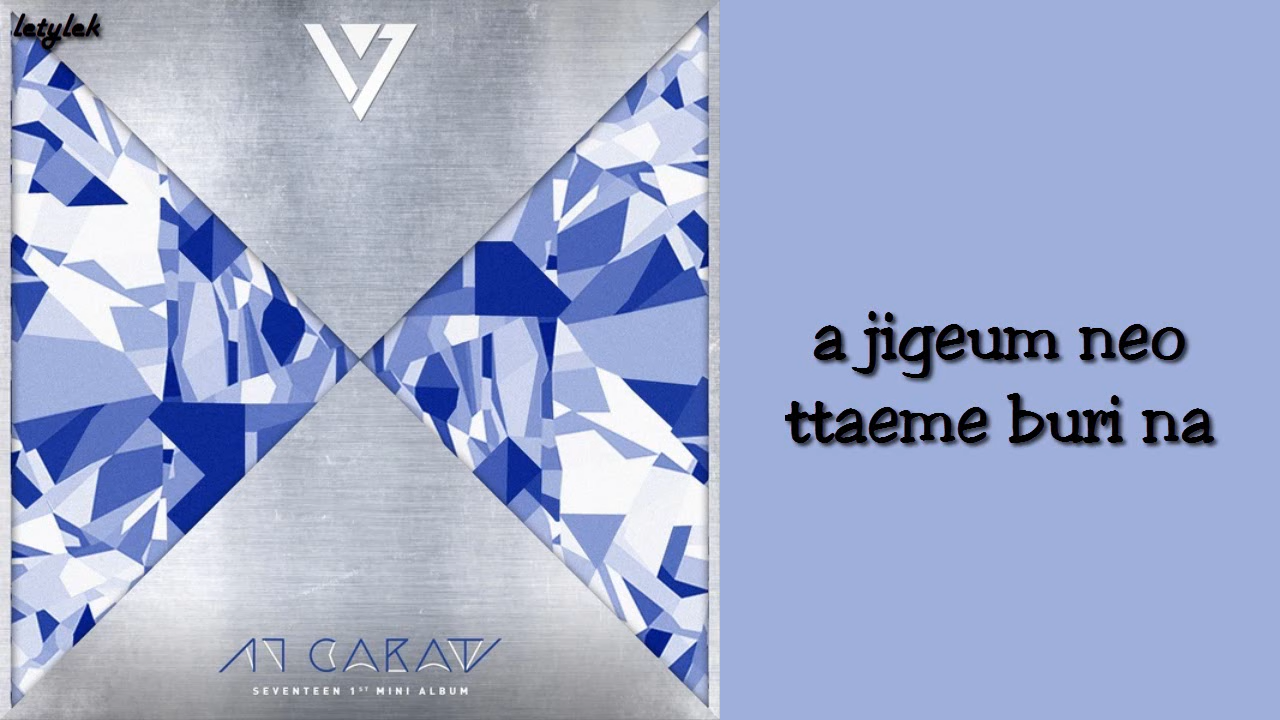 letylek
17 CARAT
SEVENTEEN 1ST MINI ALBUM
a jigeum neo
ttaeme buri na